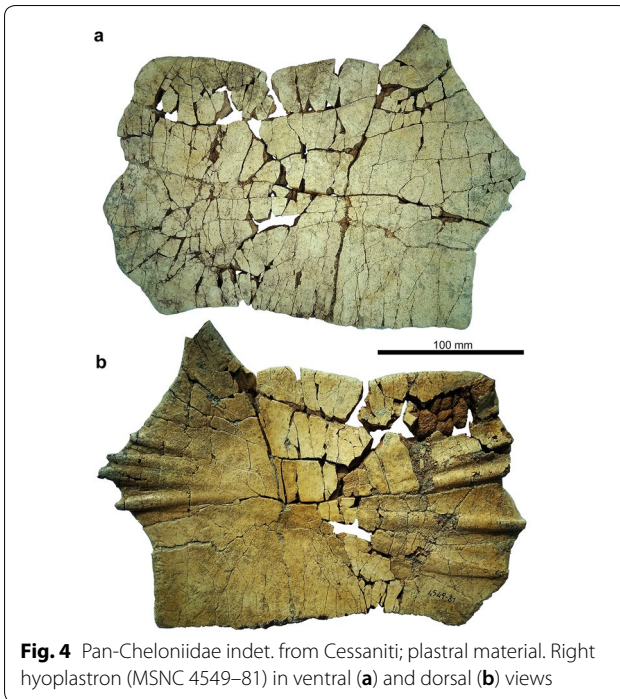 a
100 mm
b
4549-81
Fig. 4 Pan-Cheloniidae indet. from Cessaniti; plastral material. Right
hyoplastron (MSNC 4549–81) in ventral (a) and dorsal (b) views